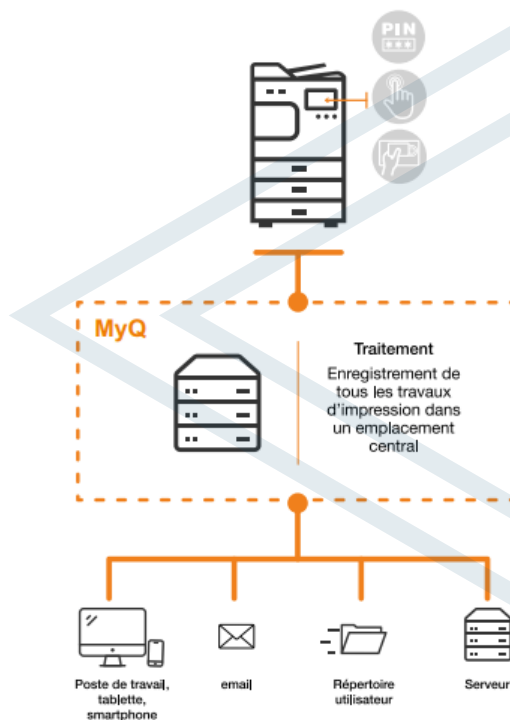 PIN
MyQ
Traitement
Enregistrement de
tous les travaux
d'impression dans
un emplacement
central
Poste de travail,
tablette,
smartphone
email
Répertoire
utilisateur
Serveur